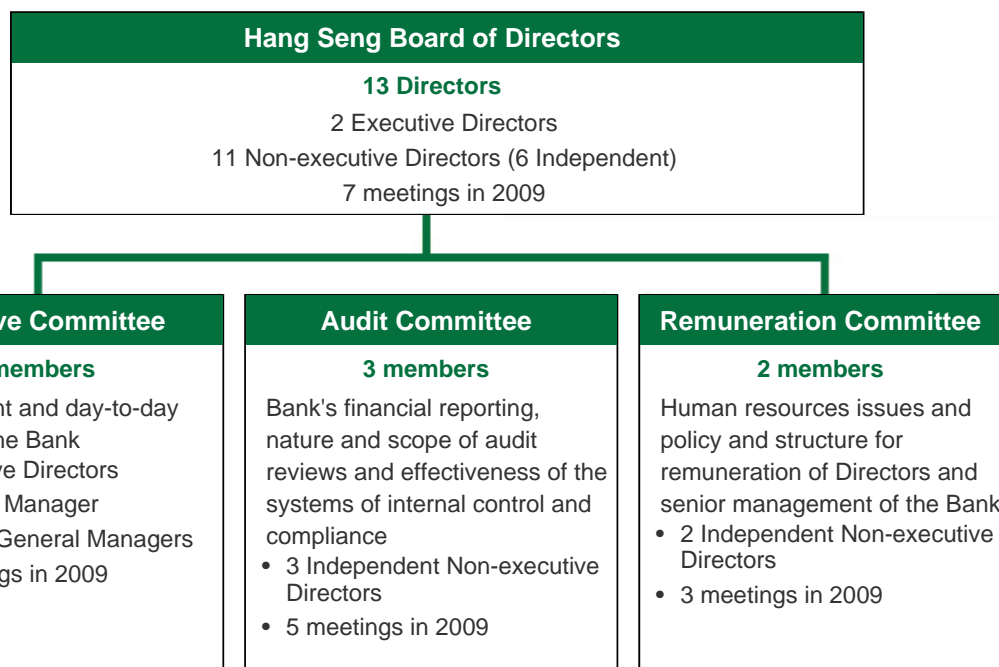 Hang Seng Board of Directors
13 Directors
2 Executive Directors
11 Non-executive Directors (6 Independent)
7 meetings in 2009
Committee
members
and day-to-day
Bank
Directors
Manager
General Managers
in 2009
Audit Committee
3 members
Bank's financial reporting,
nature and scope of audit
reviews and effectiveness of the
systems of internal control and
compliance
• 3 Independent Non-executive
Directors
• 5 meetings in 2009
Remuneration Committee
2 members
Human resources issues and
policy and structure for
remuneration of Directors and
senior management of the Bank
• 2 Independent Non-executive
Directors
• 3 meetings in 2009